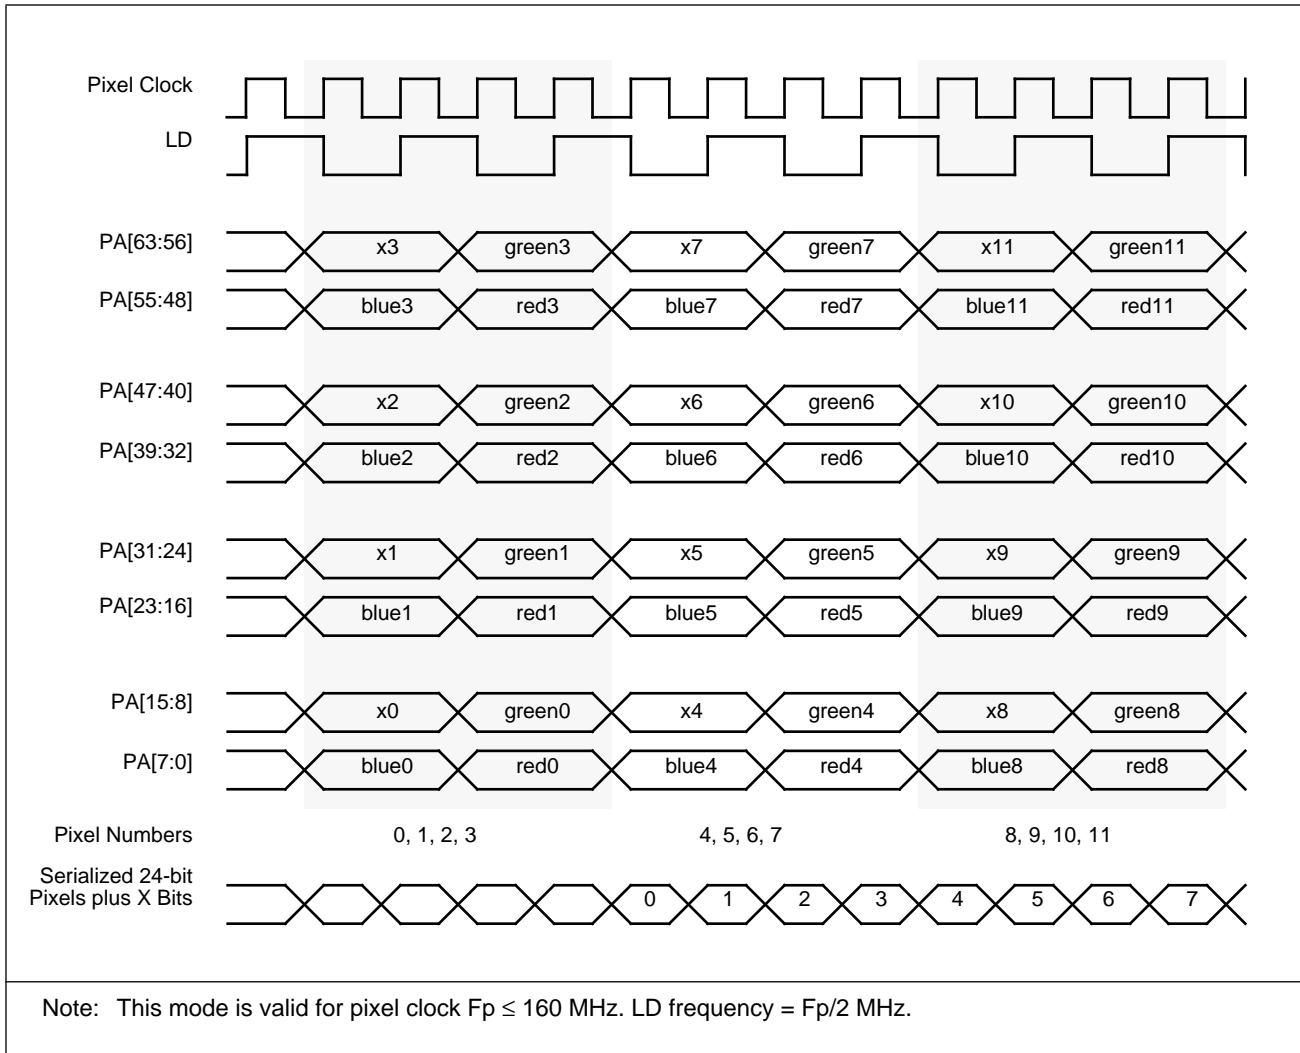 Pixel Clock
LD
PA[63:56] x3 green3 x7 green7 x11 green11
PA[55:48] blue3 red3 blue7 red7 blue11 red11
PA[47:40] x2 green2 x6 green6 x10 green10
PA[39:32] blue2 red2 blue6 red6 blue10 red10
PA[31:24] x1 green1 x5 green5 x9 green9
PA[23:16] blue1 red1 blue5 red5 blue9 red9
PA[15:8] x0 green0 x4 green4 x8 green8
PA[7:0] blue0 red0 blue4 red4 blue8 red8
Pixel Numbers 0, 1, 2, 3 4, 5, 6, 7 8, 9, 10, 11
Serialized 24-bit
Pixels plus X Bits 0 1 2 3 4 5 6 7
Note: This mode is valid for pixel clock Fp ≤ 160 MHz. LD frequency = Fp/2 MHz.